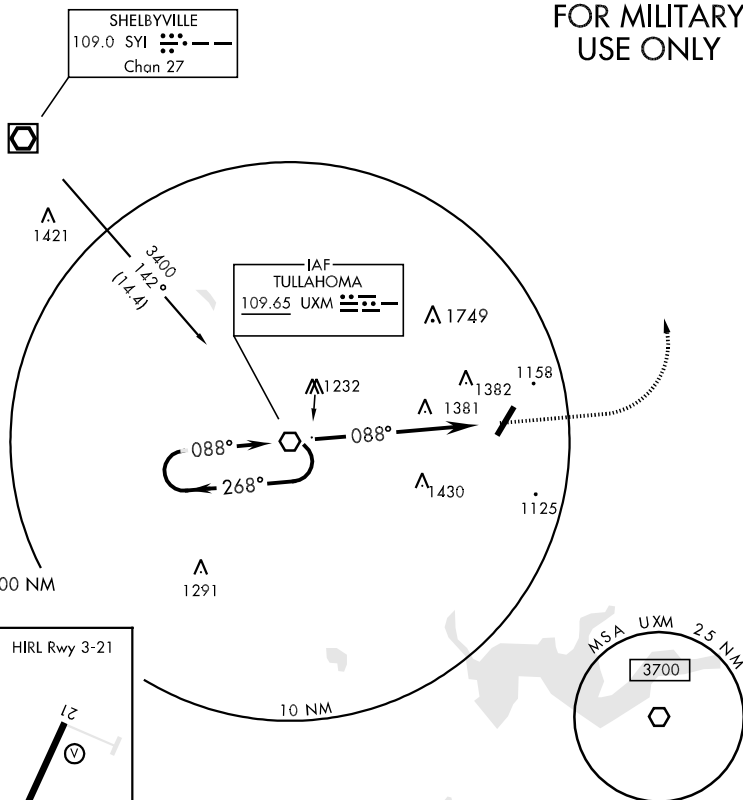 FOR MILITARY
USE ONLY
SHELBYVILLE
109.0 SYI
Chan 27
1421
3400
142°
(14.4)
IAF
TULLAHOMA
109.65 UXM
1749
1232
1158
1382
1381
088°
088°
268°
1430
1125
00 NM
1291
HIRL Rwy 3-21
21
V
10 NM
MSA UXM 25 NM
3700